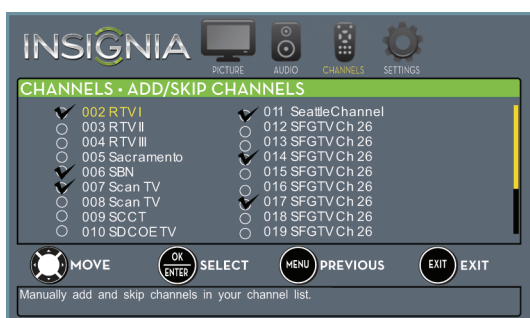 INSIGNIA
PICTURE AUDIO CHANNELS SETTINGS
CHANNELS • ADD/SKIP CHANNELS
002 RTV I
003 RTV II
004 RTV III
005 Sacramento
006 SBN
007 Scan TV
008 Scan TV
009 SCCT
010 SDCOE TV
011 SeattleChannel
012 SFGTV Ch 26
013 SFGTV Ch 26
014 SFGTV Ch 26
015 SFGTV Ch 26
016 SFGTV Ch 26
017 SFGTV Ch 26
018 SFGTV Ch 26
019 SFGTV Ch 26
MOVE OK ENTER SELECT MENU PREVIOUS EXIT EXIT
Manually add and skip channels in your channel list.